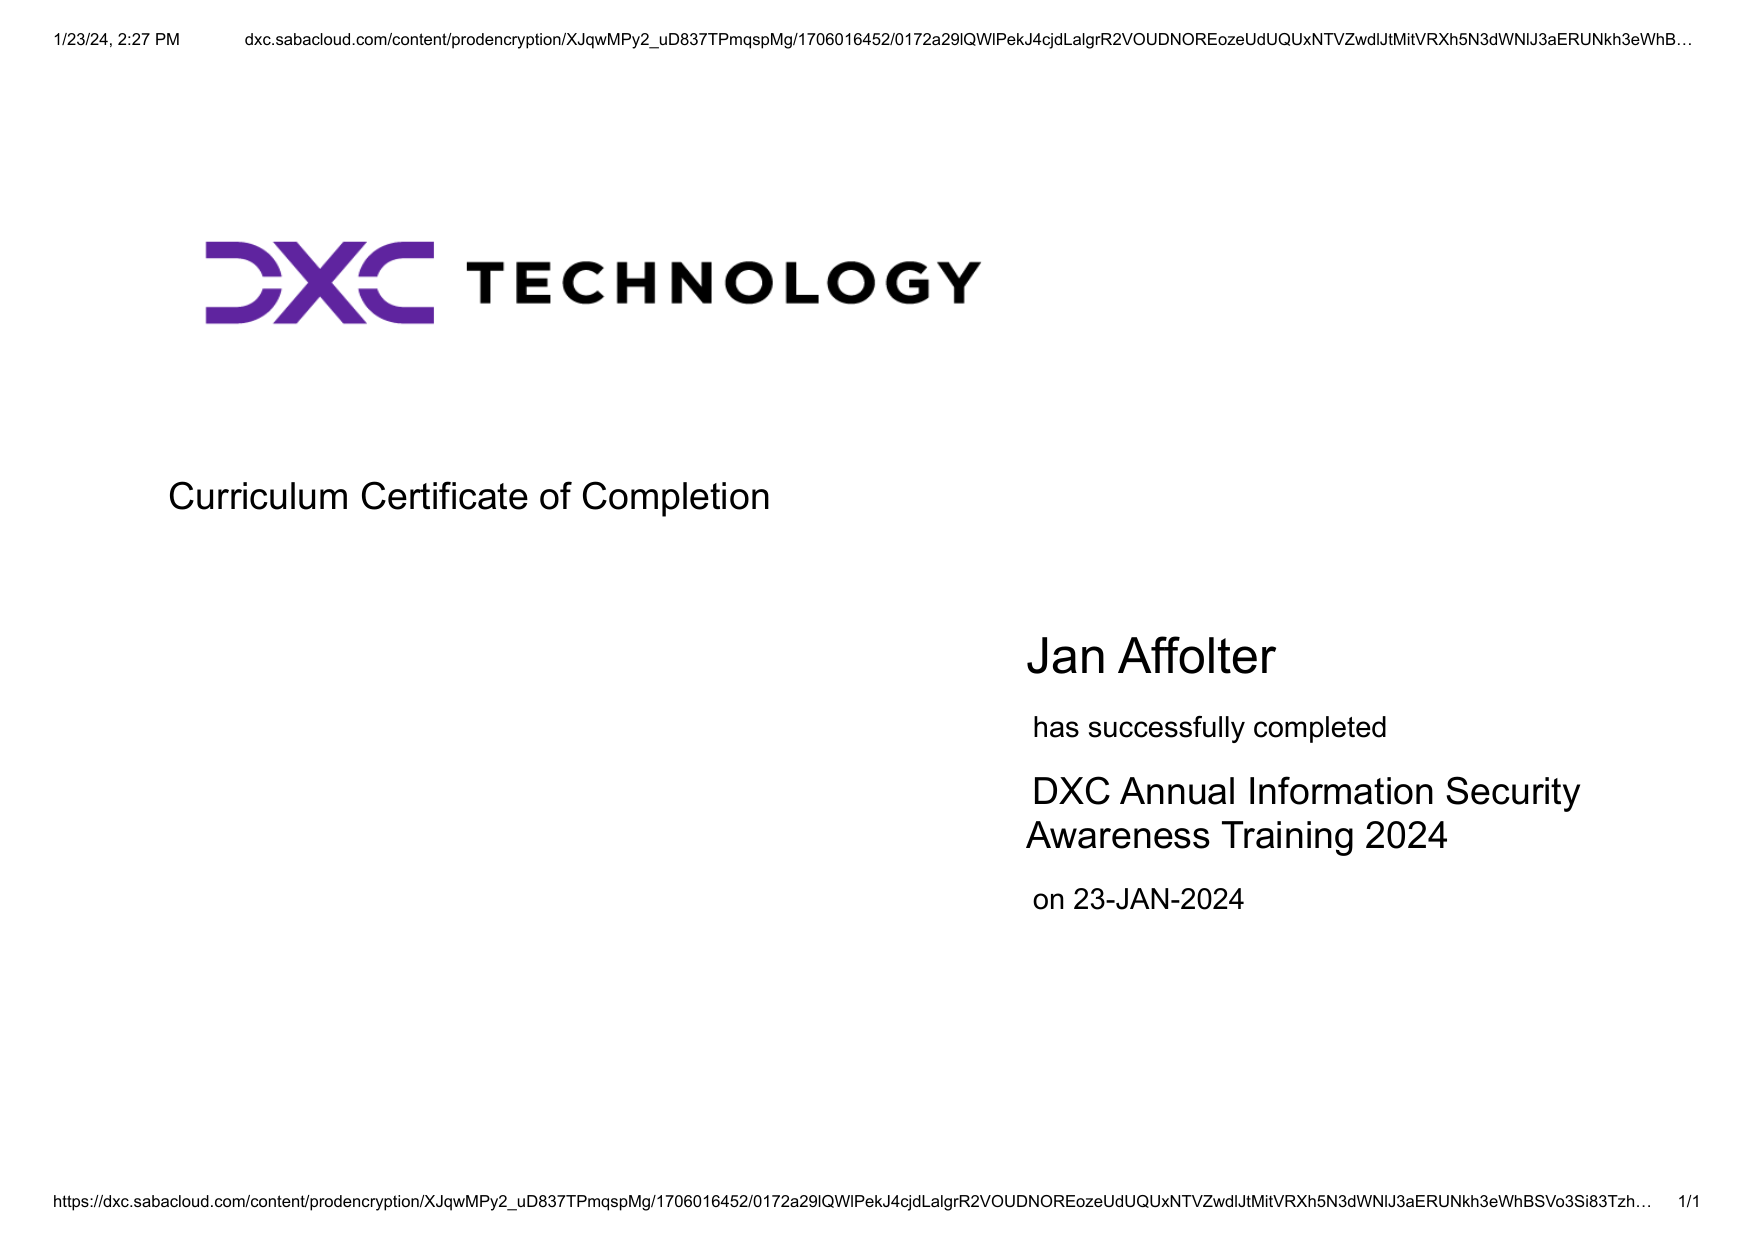 1/23/24, 2:27 PM dxc.sabacloud.com/content/prodencryption/XJqwMPy2_uD837TPmqspMg/1706016452/0172a29lQWlPekJ4cjdLalgrR2VOUDNOREozeUdUQUxNTVZwdlJtMitVRXh5N3dWNlJ3aERUNkh3eWhB…
DXC TECHNOLOGY
Curriculum Certificate of Completion
Jan Affolter
has successfully completed
DXC Annual Information Security
Awareness Training 2024
on 23-JAN-2024
https://dxc.sabacloud.com/content/prodencryption/XJqwMPy2_uD837TPmqspMg/1706016452/0172a29lQWlPekJ4cjdLalgrR2VOUDNOREozeUdUQUxNTVZwdlJtMitVRXh5N3dWNlJ3aERUNkh3eWhBSVo3Si83Tzh… 1/1